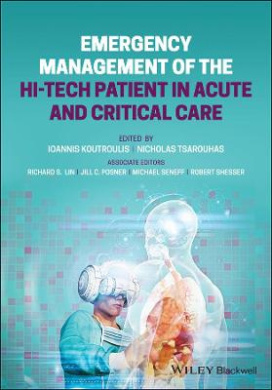 EMERGENCY
MANAGEMENT OF THE
HI-TECH PATIENT IN ACUTE
AND CRITICAL CARE
EDITED BY
IOANNIS KOUTROULIS | NICHOLAS TSAROUHAS
ASSOCIATE EDITORS
RICHARD S. LIN | JILL C. POSNER | MICHAEL SENEFF | ROBERT SHESSER
WILEY Blackwell